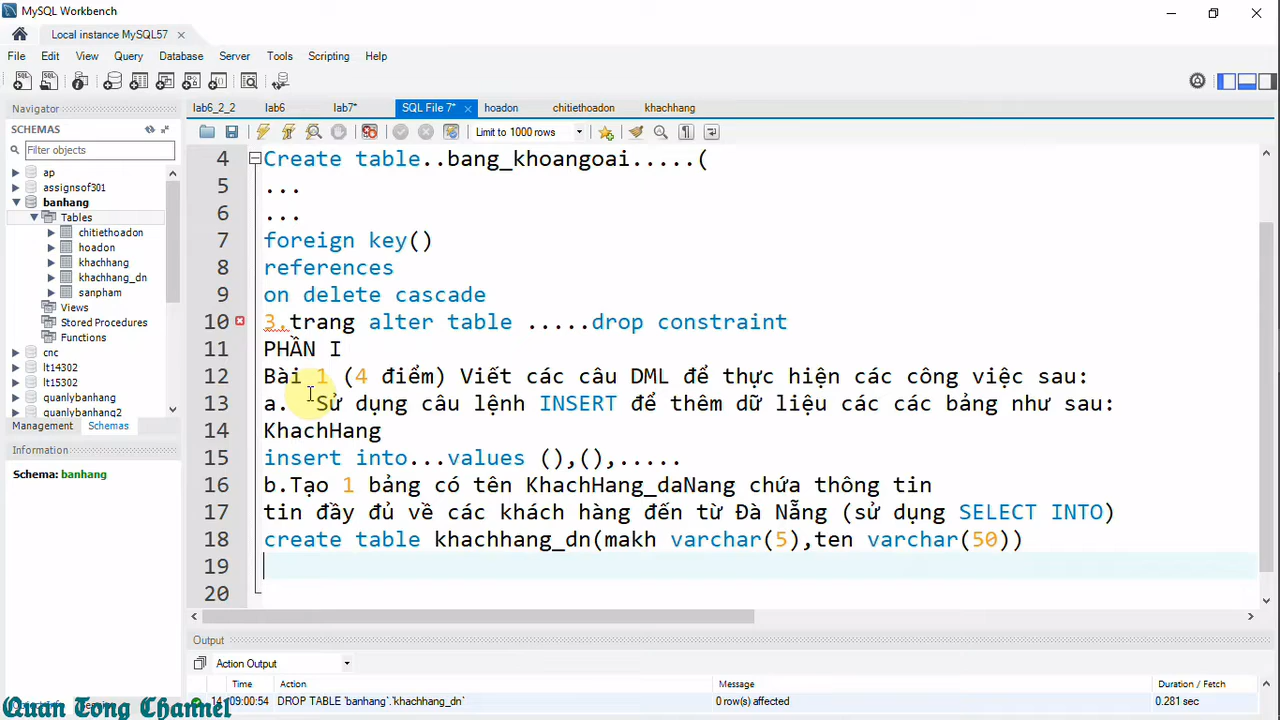 MySQL Workbench
Local instance MySQL57
File Edit View Query Database Server Tools Scripting Help
Navigator
SCHEMAS
Filter objects
ap
assignsof301
banhang
Tables
chitiethoadon
hoadon
khachhang
khachhang_dn
sanpham
Views
Stored Procedures
Functions
cnc
lt14302
lt15302
quanlybanhang
quanlybanhang2
Management Schemas
Information
Schema: banhang
lab6_2_2 lab6 lab7* SQL File 7* hoadon chitiethoadon khachhang
Limit to 1000 rows
4 Create table..bang_khoangoai.....(
5 ...
6 ...
7 foreign key()
8 references
9 on delete cascade
10 3.trang alter table .....drop constraint
11 PHẦN I
12 Bài 1 (4 điểm) Viết các câu DML để thực hiện các công việc sau:
13 a. Sử dụng câu lệnh INSERT để thêm dữ liệu các các bảng như sau:
14 KhachHang
15 insert into...values (),(),.....
16 b.Tạo 1 bảng có tên KhachHang_daNang chứa thông tin
17 tin đầy đủ về các khách hàng đến từ Đà Nẵng (sử dụng SELECT INTO)
18 create table khachhang_dn(makh varchar(5),ten varchar(50))
19
20
Output
Action Output
Time Action Message Duration / Fetch
14 09:00:54 DROP TABLE `banhang`.`khachhang_dn` 0 row(s) affected 0.281 sec
Quan Tong Channel